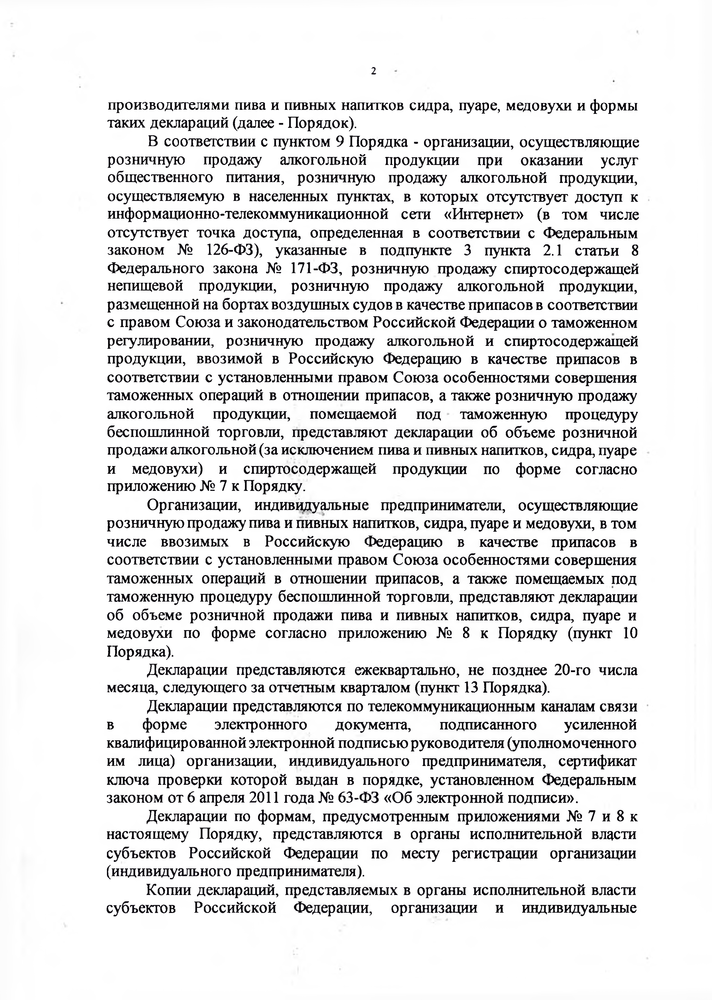 2
производителями пива и пивных напитков сидра, пуаре, медовухи и формы
таких деклараций (далее - Порядок).
В соответствии с пунктом 9 Порядка - организации, осуществляющие
розничную продажу алкогольной продукции при оказании услуг
общественного питания, розничную продажу алкогольной продукции,
осуществляемую в населенных пунктах, в которых отсутствует доступ к
информационно-телекоммуникационной сети «Интернет» (в том числе
отсутствует точка доступа, определенная в соответствии с Федеральным
законом № 126-ФЗ), указанные в подпункте 3 пункта 2.1 статьи 8
Федерального закона № 171-ФЗ, розничную продажу спиртосодержащей
непищевой продукции, розничную продажу алкогольной продукции,
размещенной на бортах воздушных судов в качестве припасов в соответствии
с правом Союза и законодательством Российской Федерации о таможенном
регулировании, розничную продажу алкогольной и спиртосодержащей
продукции, ввозимой в Российскую Федерацию в качестве припасов в
соответствии с установленными правом Союза особенностями совершения
таможенных операций в отношении припасов, а также розничную продажу
алкогольной продукции, помещаемой под таможенную процедуру
беспошлинной торговли, представляют декларации об объеме розничной
продажи алкогольной (за исключением пива и пивных напитков, сидра, пуаре
и медовухи) и спиртосодержащей продукции по форме согласно
приложению № 7 к Порядку.
Организации, индивидуальные предприниматели, осуществляющие
розничную продажу пива и пивных напитков, сидра, пуаре и медовухи, в том
числе ввозимых в Российскую Федерацию в качестве припасов в
соответствии с установленными правом Союза особенностями совершения
таможенных операций в отношении припасов, а также помещаемых под
таможенную процедуру беспошлинной торговли, представляют декларации
об объеме розничной продажи пива и пивных напитков, сидра, пуаре и
медовухи по форме согласно приложению № 8 к Порядку (пункт 10
Порядка).
Декларации представляются ежеквартально, не позднее 20-го числа
месяца, следующего за отчетным кварталом (пункт 13 Порядка).
Декларации представляются по телекоммуникационным каналам связи
в форме электронного документа, подписанного усиленной
квалифицированной электронной подписью руководителя (уполномоченного
им лица) организации, индивидуального предпринимателя, сертификат
ключа проверки которой выдан в порядке, установленном Федеральным
законом от 6 апреля 2011 года № 63-ФЗ «Об электронной подписи».
Декларации по формам, предусмотренным приложениями № 7 и 8 к
настоящему Порядку, представляются в органы исполнительной власти
субъектов Российской Федерации по месту регистрации организации
(индивидуального предпринимателя).
Копии деклараций, представляемых в органы исполнительной власти
субъектов Российской Федерации, организации и индивидуальные